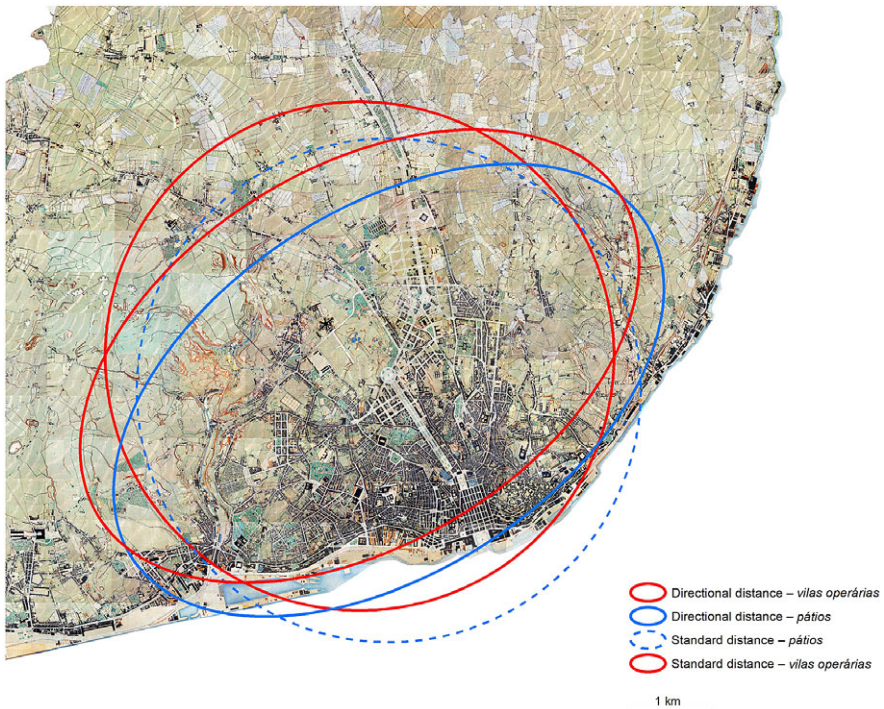 Directional distance – vilas operárias
Directional distance – pátios
Standard distance – pátios
Standard distance – vilas operárias
1 km